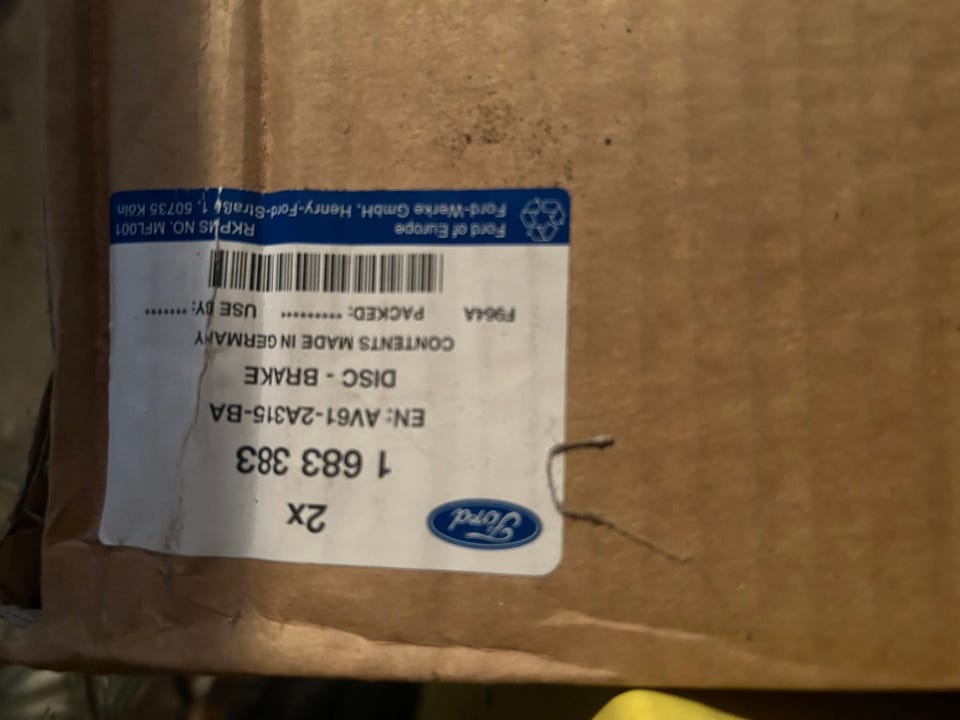 Ford
2x
1 683 383
EN: AV61-2A315-BA
DISC - BRAKE
CONTENTS MADE IN GERMANY
F964A PACKED: ********** USE BY: *******
Ford of Europe RKPMS NO. MFL001
Ford-Werke GmbH, Henry-Ford-Straße 1, 50735 Köln